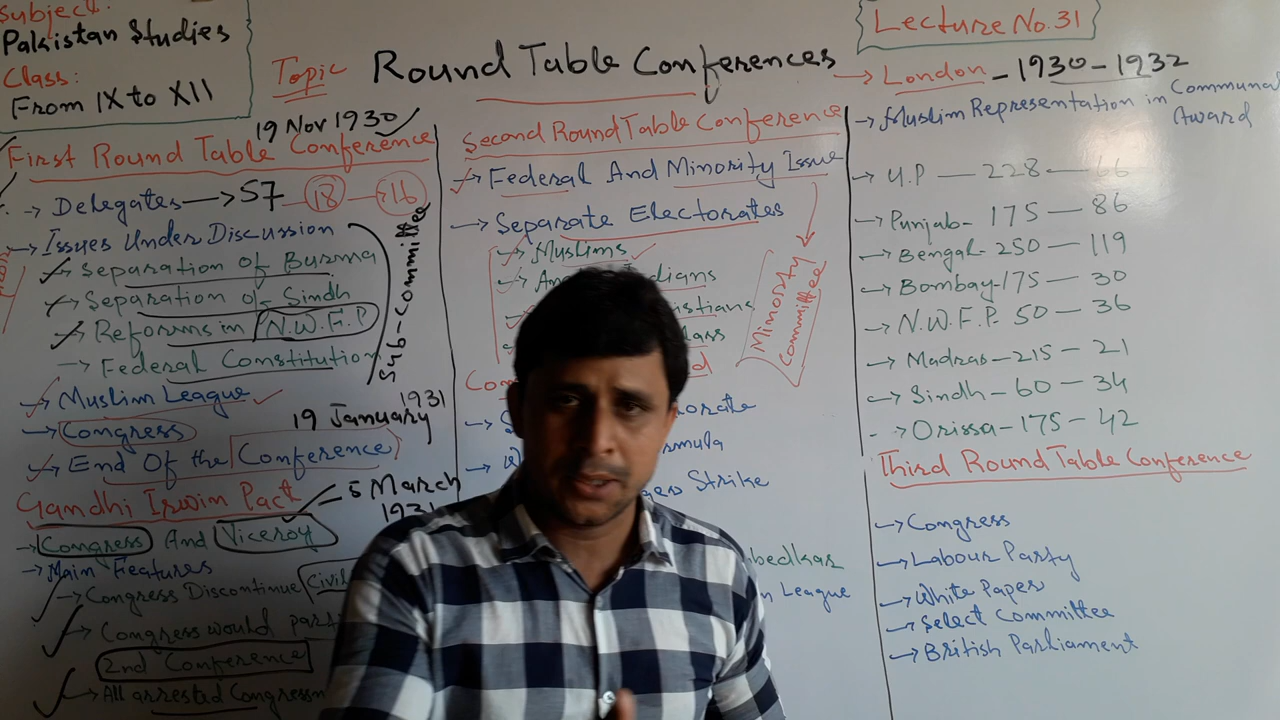 Subject:
Pakistan Studies
Class:
From IX to XII
Topic Round Table Conferences
Lecture No.31
→ London - 1930 - 1932
19 Nov 1930
First Round Table Conference
→ Delegates → 57 18 → 16
→ Issues Under Discussion
→ Separation of Burma
→ Separation of Sindh
→ Reforms in N.W.F.P
→ Federal Constitution
Sub-committee
→ Muslim League
→ Congress
19 January 1931
→ End Of the Conference
Gandhi Irwin Pact
5 March
1931
→ Congress And Viceroy
→ Main Features
→ Congress Discontinue Civil
→ Congress would
2nd Conference
→ All arrested
Second Round Table Conference
→ Federal And Minority Issue
→ Separate Electorates
→ Muslims
Indians
Minority Committee
Strike
League
→ Muslim Representation in Communal Award
→ U.P — 228 — 66
→ Punjab - 175 — 86
→ Bengal - 250 — 119
→ Bombay - 175 — 30
→ N.W.F.P. 50 — 36
→ Madras - 215 - 21
→ Sindh - 60 - 34
→ Orissa - 175 - 42
Third Round Table Conference
→ Congress
→ Labour Party
→ White Paper
→ Select Committee
→ British Parliament